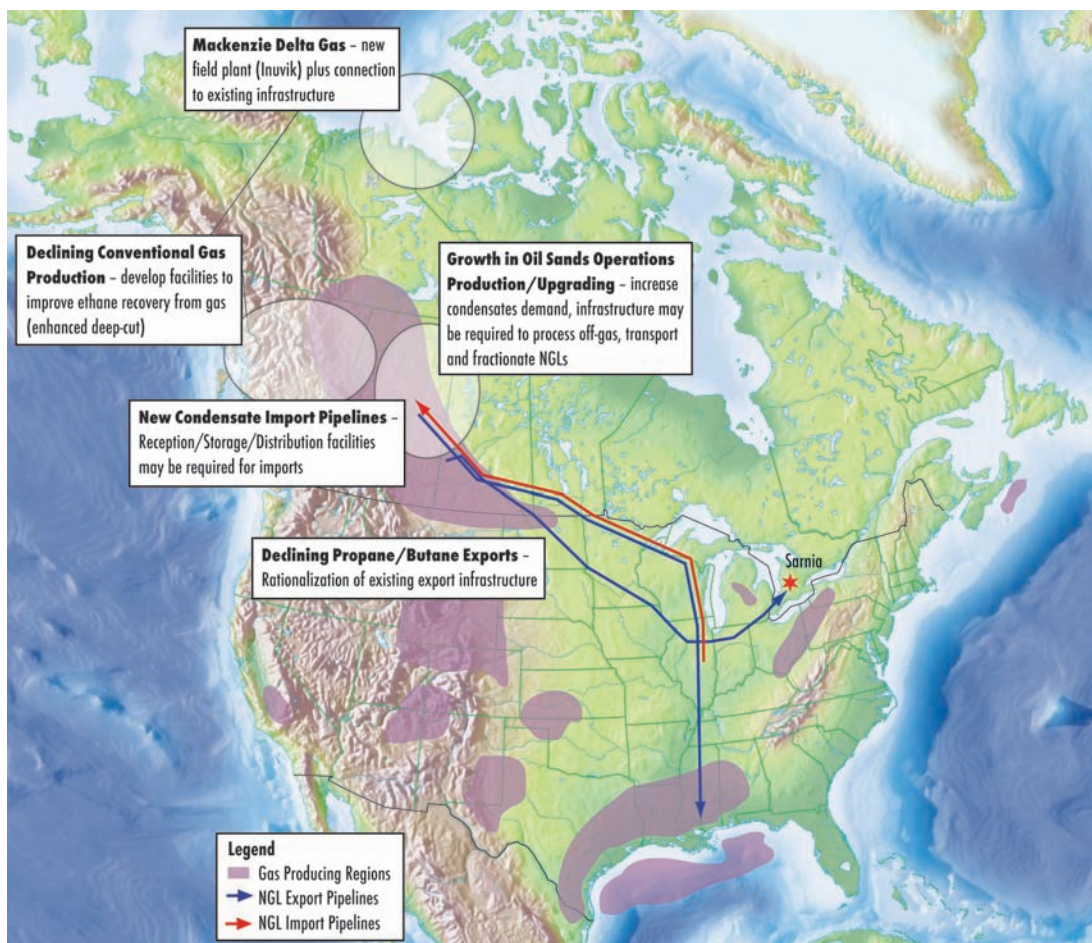 Mackenzie Delta Gas – new
field plant (Inuvik) plus connection
to existing infrastructure
Declining Conventional Gas
Production – develop facilities to
improve ethane recovery from gas
(enhanced deep-cut)
Growth in Oil Sands Operations
Production/Upgrading – increase
condensates demand, infrastructure may
be required to process off-gas, transport
and fractionate NGLs
New Condensate Import Pipelines –
Reception/Storage/Distribution facilities
may be required for imports
Declining Propane/Butane Exports –
Rationalization of existing export infrastructure
Sarnia
Legend
Gas Producing Regions
NGL Export Pipelines
NGL Import Pipelines